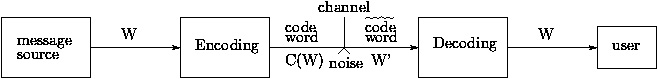 channel
W
code
word
code
word
W
message
source
Encoding
Decoding
user
C(W)
noise
W'